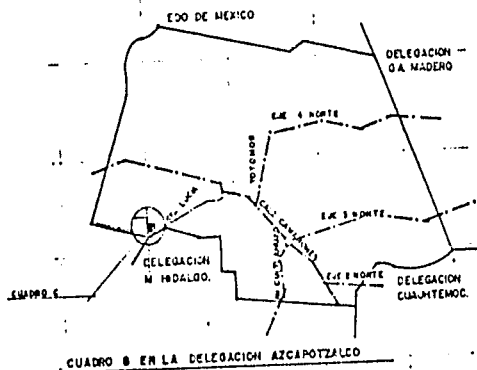 EDO DE MEXICO
DELEGACION
G.A. MADERO
EJE 4 NORTE
EJE 3 NORTE
DELEGACION
M HIDALGO.
CUADRO 6
EJE 2 NORTE
DELEGACION
CUAUHTEMOC.
CUADRO 6 EN LA DELEGACION AZCAPOTZALCO